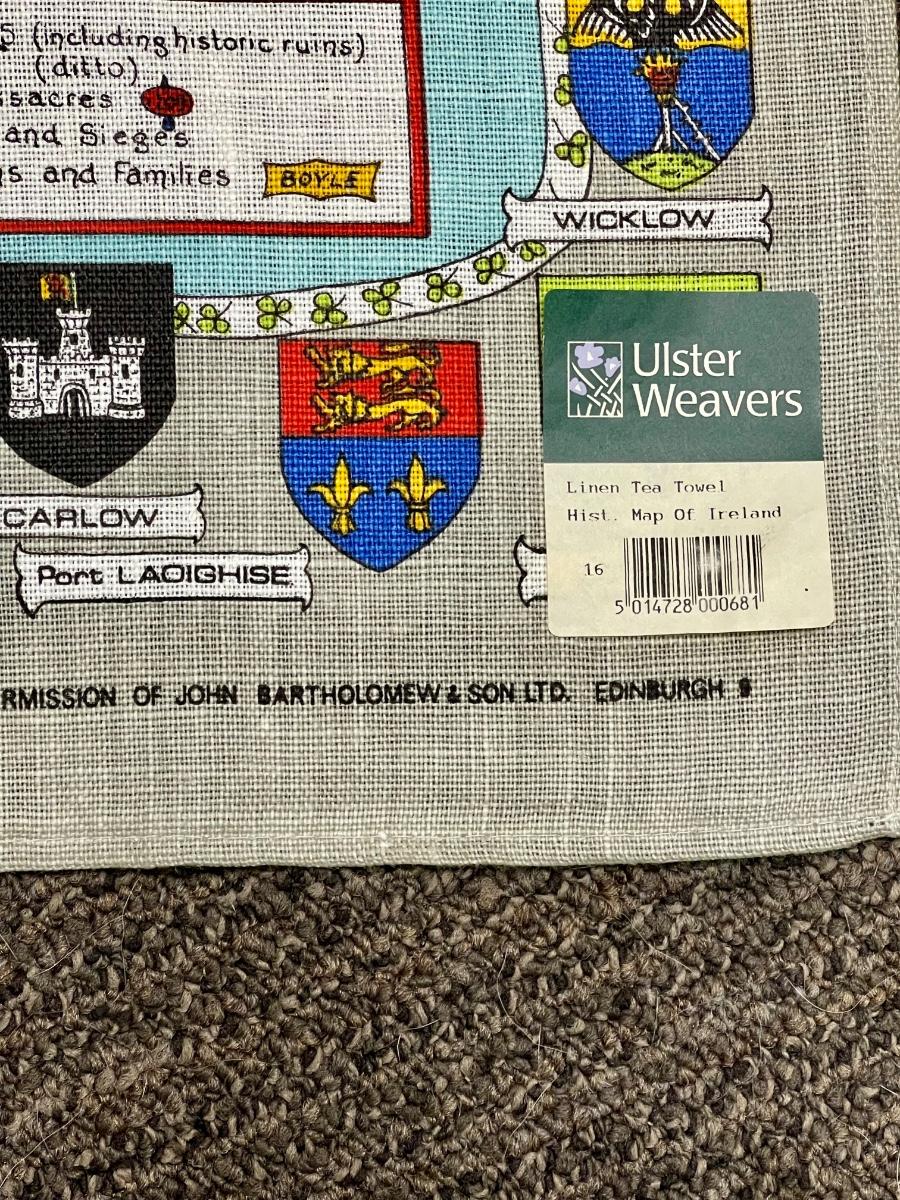 (including historic ruins)
(ditto)
and Sieges
and Families
BOYLE
WICKLOW
CARLOW
Port LAOIGHISE
Ulster
Weavers
Linen Tea Towel
Hist. Map Of Ireland
16
5 014728 000681
RMISSION OF JOHN BARTHOLOMEW & SON LTD. EDINBURGH 9